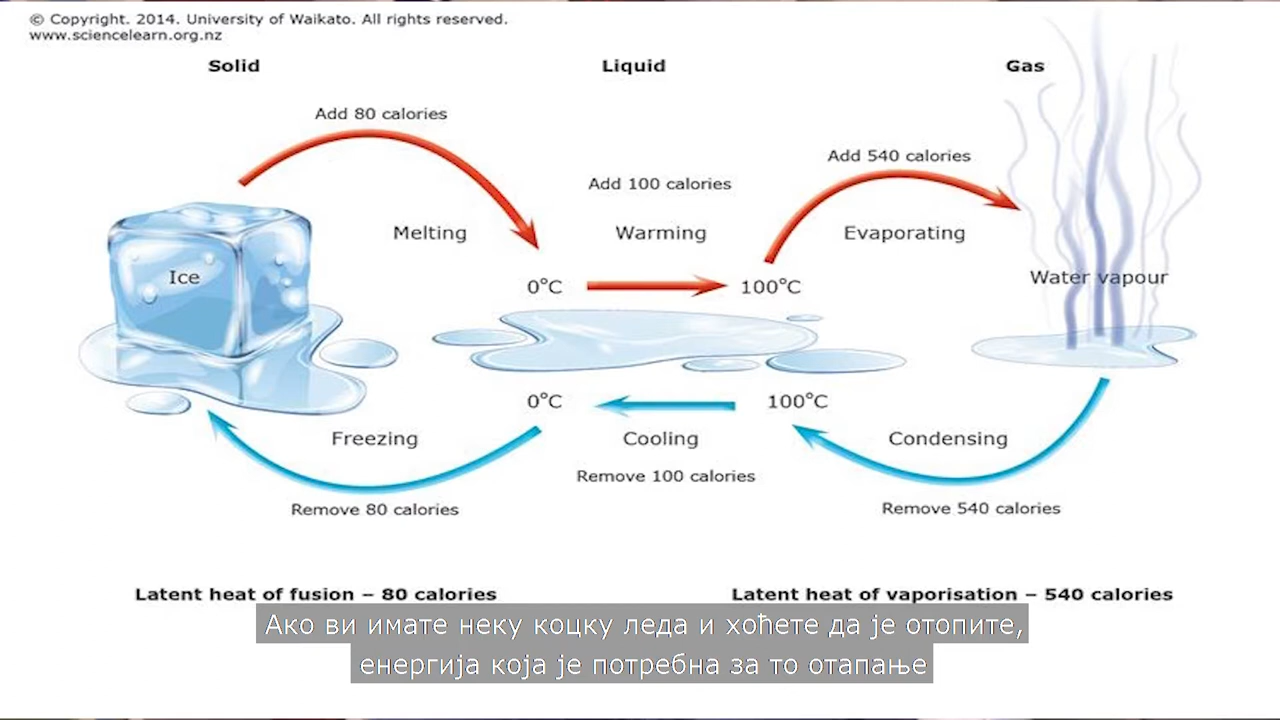 © Copyright. 2014. University of Waikato. All rights reserved.
www.sciencelearn.org.nz
Solid
Liquid
Gas
Add 80 calories
Add 540 calories
Add 100 calories
Melting
Warming
Evaporating
Ice
0°C
100°C
Water vapour
0°C
100°C
Freezing
Cooling
Condensing
Remove 100 calories
Remove 80 calories
Remove 540 calories
Latent heat of fusion – 80 calories
Latent heat of vaporisation – 540 calories
Ако ви имате неку коцку леда и хоћете да је отопите,
енергија која је потребна за то отапање